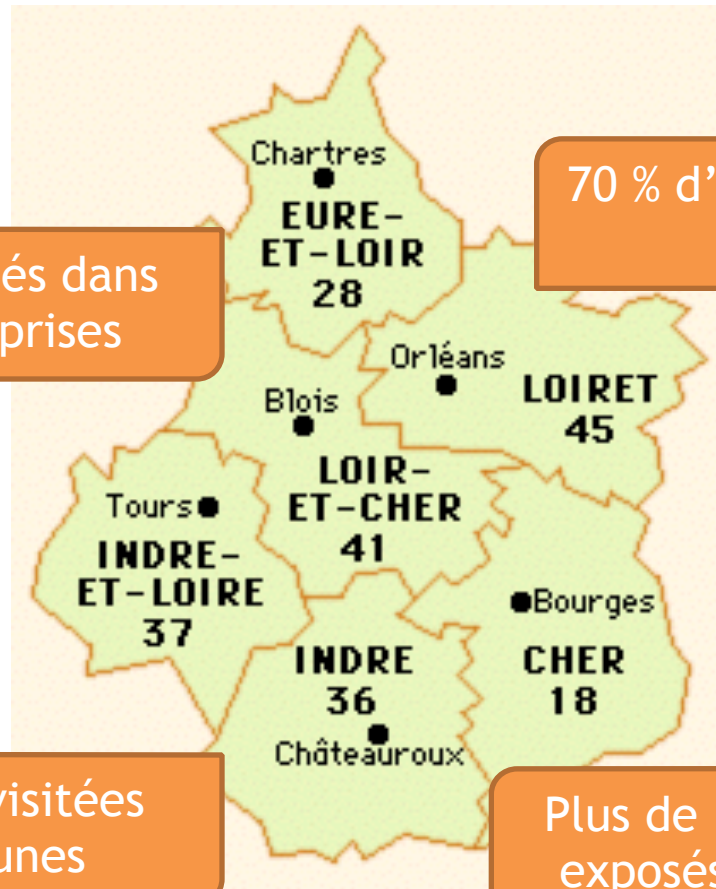 Chartres
EURE-
ET-LOIR
28
70 % d'
és dans
prises
Orléans
LOIRET
45
Blois
LOIR-
ET-CHER
41
Tours
INDRE-
ET-LOIRE
37
Bourges
CHER
18
INDRE
36
Châteauroux
visitées
unes
Plus de
exposés